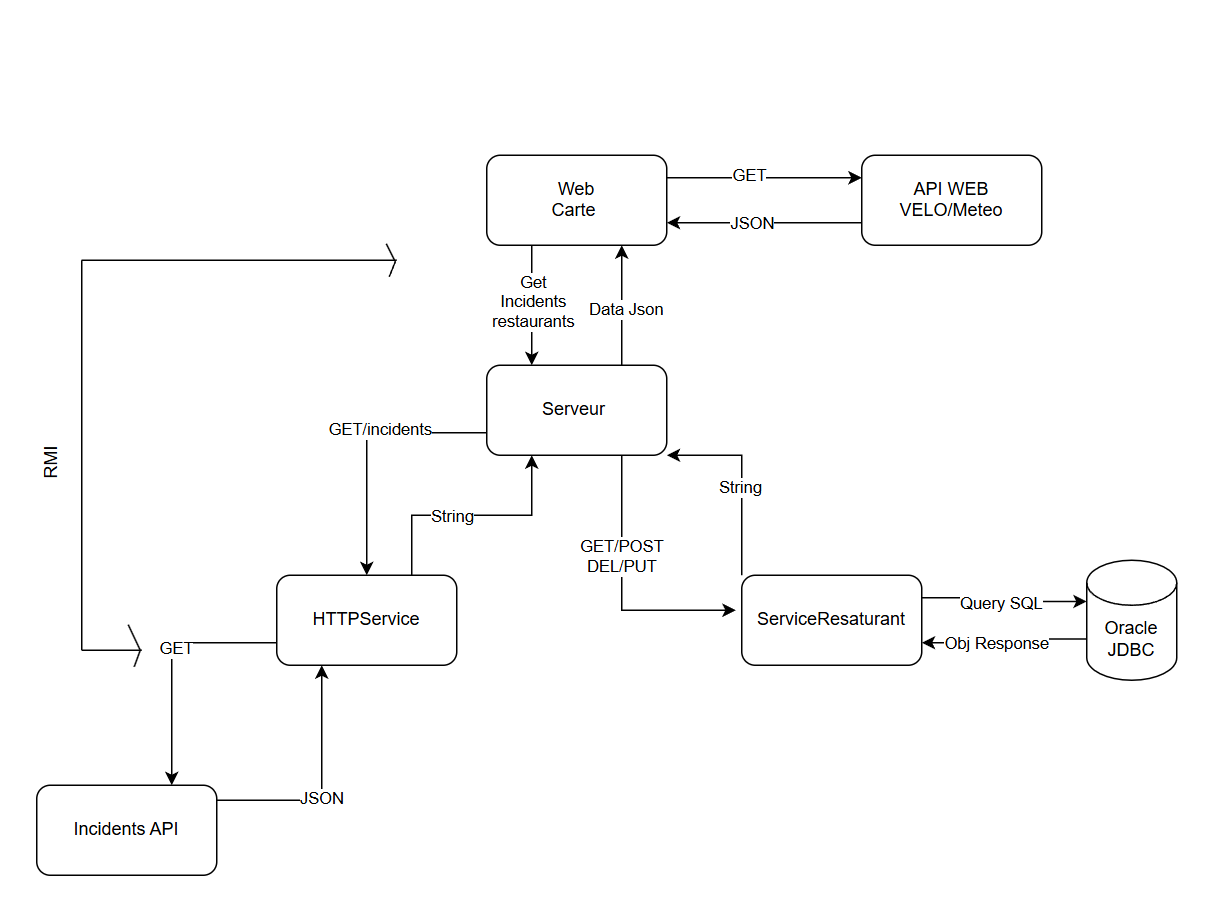 Web
Carte
GET
JSON
API WEB
VELO/Meteo
Get
Incidents
restaurants
Data Json
Serveur
GET/incidents
RMI
String
String
GET/POST
DEL/PUT
HTTPService
ServiceResaturant
Query SQL
Obj Response
Oracle
JDBC
GET
JSON
Incidents API